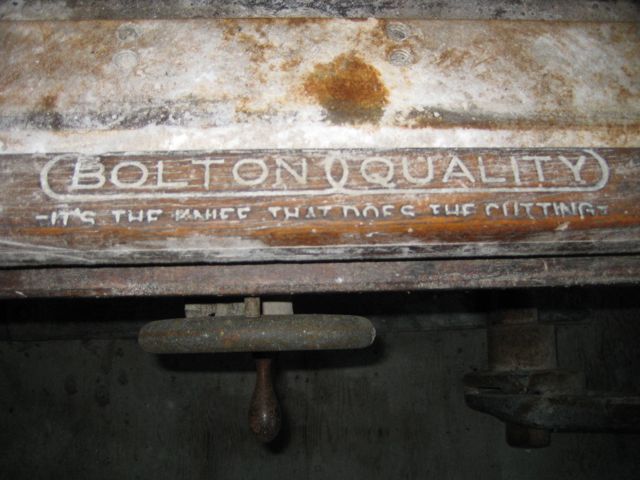 BOLTON QUALITY
"IT'S THE KNIFE THAT DOES THE CUTTING"